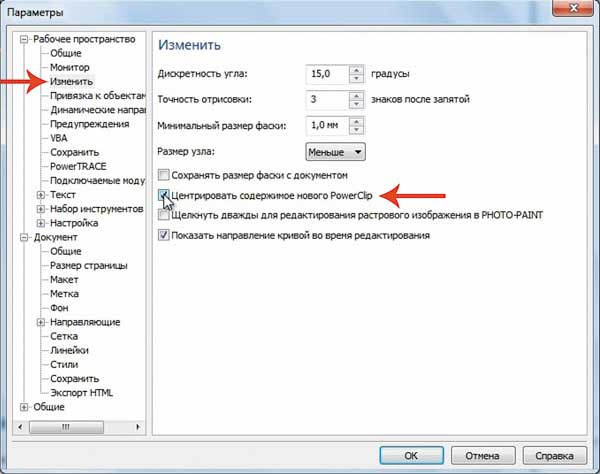 Параметры
Рабочее пространство
Общие
Монитор
Изменить
Привязка к объектам
Динамические напра
Предупреждения
VBA
Сохранить
PowerTRACE
Подключаемые моду
Текст
Набор инструментов
Настройка
Документ
Общие
Размер страницы
Макет
Метка
Фон
Направляющие
Сетка
Линейки
Стили
Сохранить
Экспорт HTML
Общие
Изменить
Дискретность угла: 15,0 градусы
Точность отрисовки: 3 знаков после запятой
Минимальный размер фаски: 1,0 мм
Размер узла: Меньше
Сохранять размер фаски с документом
Центрировать содержимое нового PowerClip
Щелкнуть дважды для редактирования растрового изображения в PHOTO-PAINT
Показать направление кривой во время редактирования
ОК Отмена Справка